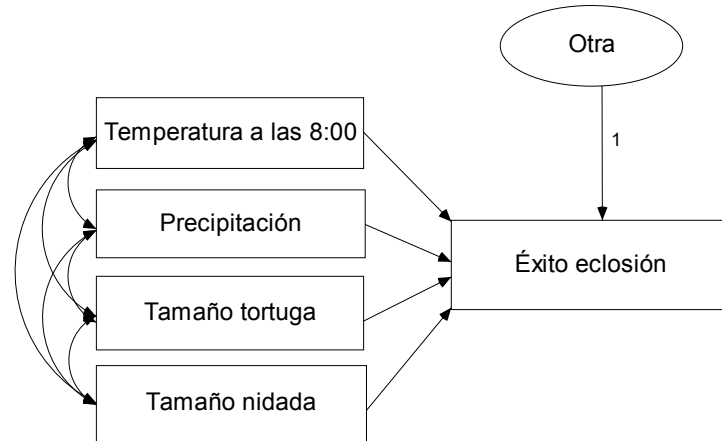 Otra
1
Temperatura a las 8:00
Precipitación
Éxito eclosión
Tamaño tortuga
Tamaño nidada